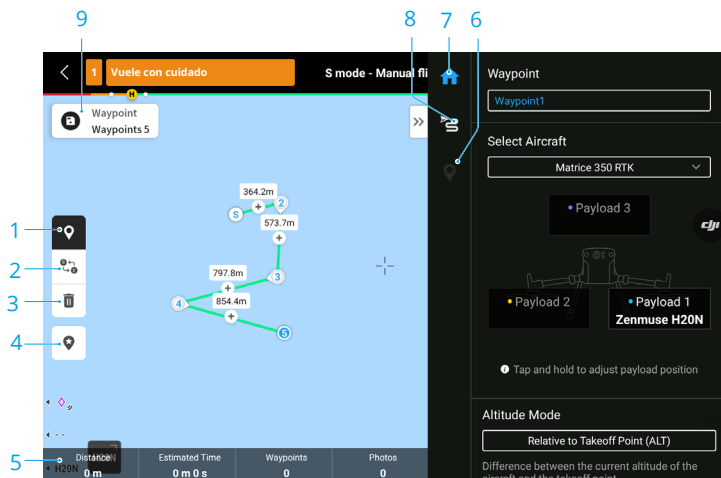 9
8
7
6
1
Vuele con cuidado
S mode - Manual fli
H
Waypoint
Waypoints 5
Waypoint
Waypoint1
Select Aircraft
Matrice 350 RTK
Payload 3
dji
Payload 2
Payload 1
Zenmuse H20N
Tap and hold to adjust payload position
Altitude Mode
Relative to Takeoff Point (ALT)
Difference between the current altitude of the
aircraft and the takeoff point
364.2m
S
2
573.7m
797.8m
3
4
854.4m
5
1
2
S
E
3
4
5
Distance
Estimated Time
Waypoints
Photos
H20N
0 m
0 m 0 s
0
0